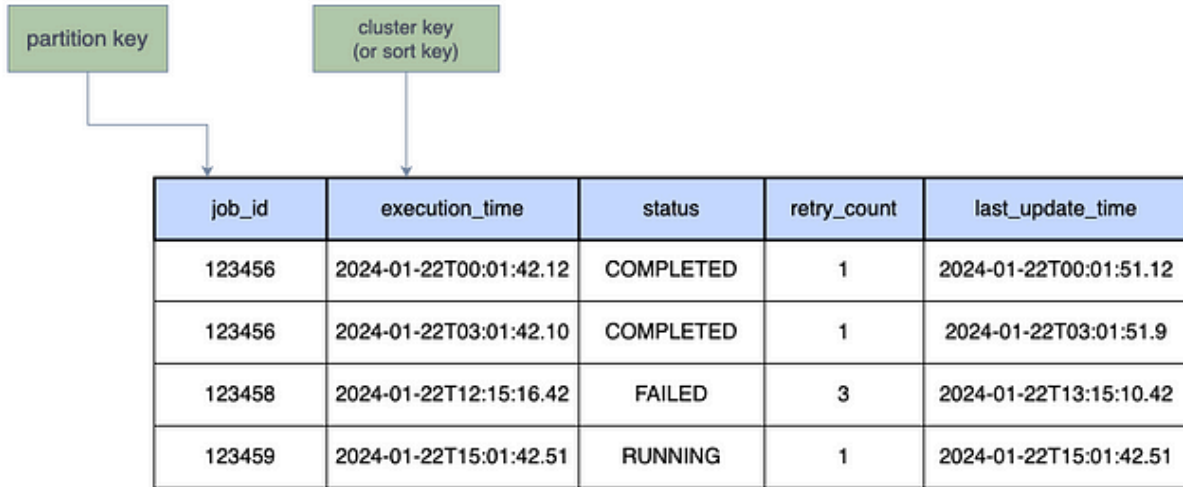 partition key
cluster key
(or sort key)
job_id execution_time status retry_count last_update_time
123456 2024-01-22T00:01:42.12 COMPLETED 1 2024-01-22T00:01:51.12
123456 2024-01-22T03:01:42.10 COMPLETED 1 2024-01-22T03:01:51.9
123458 2024-01-22T12:15:16.42 FAILED 3 2024-01-22T13:15:10.42
123459 2024-01-22T15:01:42.51 RUNNING 1 2024-01-22T15:01:42.51